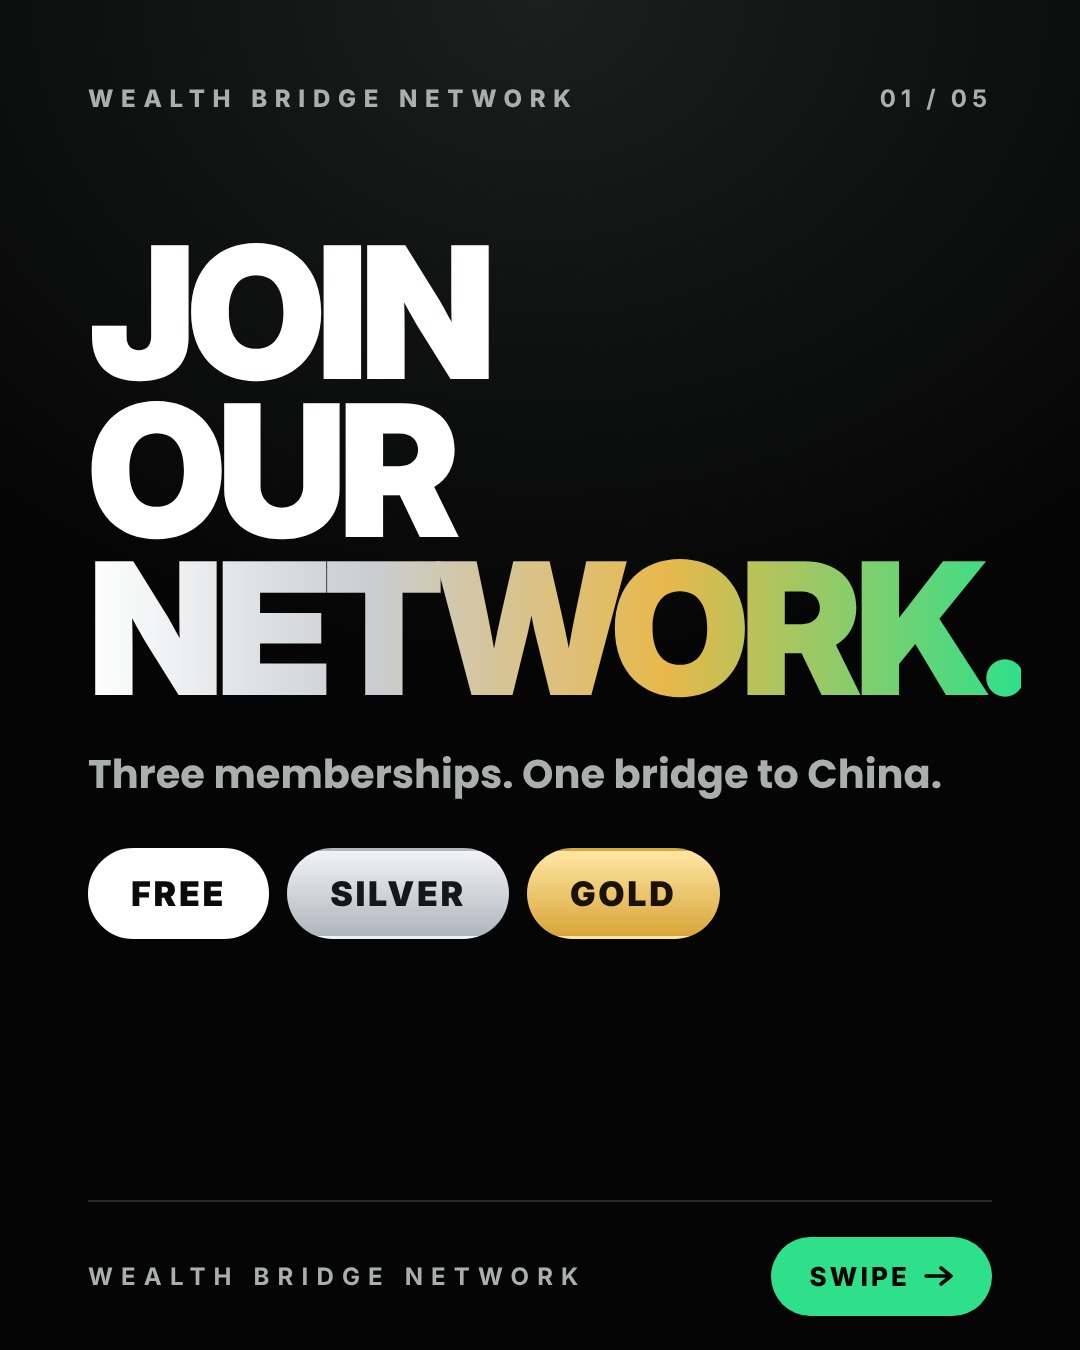 WEALTH BRIDGE NETWORK
01 / 05
JOIN
OUR
NETWORK.
Three memberships. One bridge to China.
FREE
SILVER
GOLD
WEALTH BRIDGE NETWORK
SWIPE →